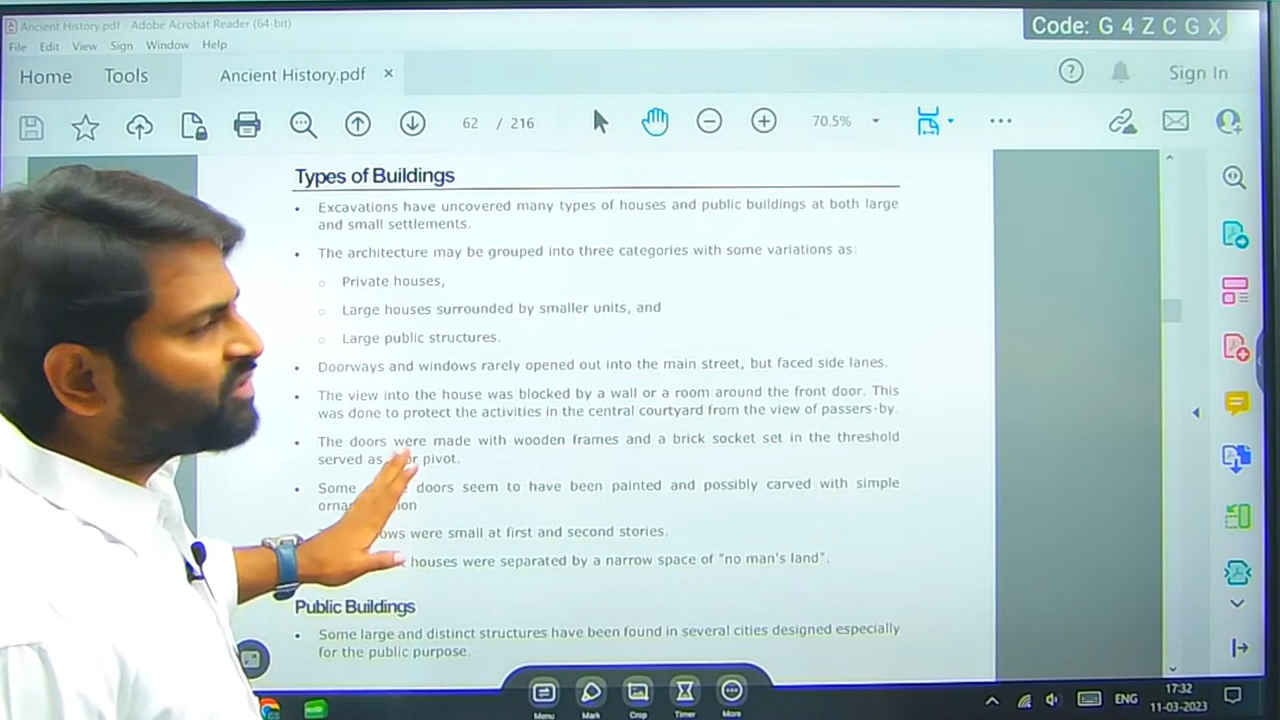 Ancient History.pdf - Adobe Acrobat Reader (64-bit)
Code: G 4 Z C G X
File Edit View Sign Window Help
Home Tools Ancient History.pdf × Sign In
62 / 216 70.5%
Types of Buildings
• Excavations have uncovered many types of houses and public buildings at both large
and small settlements.
• The architecture may be grouped into three categories with some variations as:
○ Private houses,
○ Large houses surrounded by smaller units, and
○ Large public structures.
• Doorways and windows rarely opened out into the main street, but faced side lanes.
• The view into the house was blocked by a wall or a room around the front door. This
was done to protect the activities in the central courtyard from the view of passers-by.
• The doors were made with wooden frames and a brick socket set in the threshold
served as pivot.
• Some doors seem to have been painted and possibly carved with simple
were small at first and second stories.
houses were separated by a narrow space of "no man's land".
Public Buildings
• Some large and distinct structures have been found in several cities designed especially
for the public purpose.
Menu Mark Crop Timer More
ENG 17:32
11-03-2023